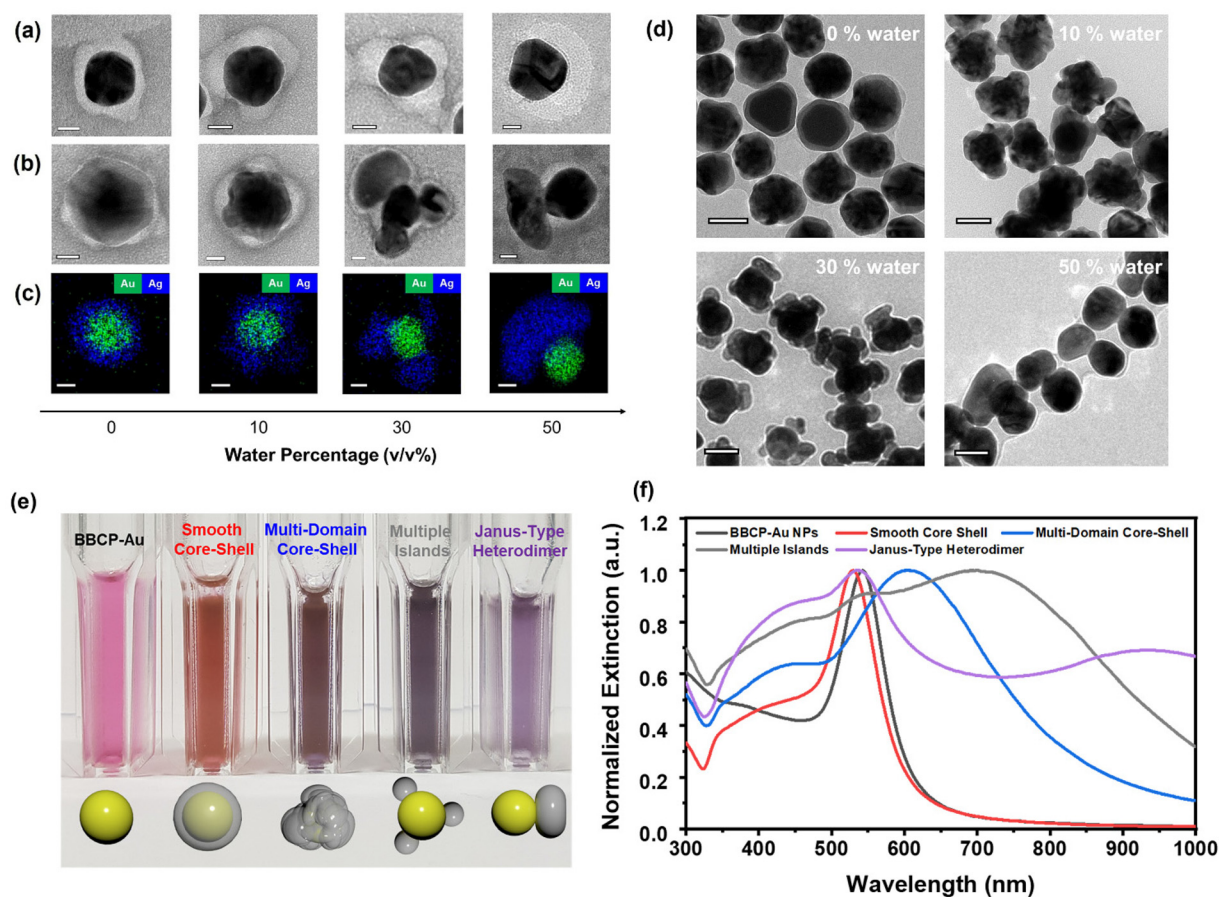 (a)
(b)
(c)
Au Ag
Au Ag
Au Ag
Au Ag
0 10 30 50
Water Percentage (v/v%)
(d)
0 % water
10 % water
30 % water
50 % water
(e)
BBCP-Au
Smooth
Core-Shell
Multi-Domain
Core-Shell
Multiple
Islands
Janus-Type
Heterodimer
(f)
BBCP-Au NPs Smooth Core Shell Multi-Domain Core-Shell
Multiple Islands Janus-Type Heterodimer
Normalized Extinction (a.u.)
1.2
1.0
0.8
0.6
0.4
0.2
0.0
300 400 500 600 700 800 900 1000
Wavelength (nm)